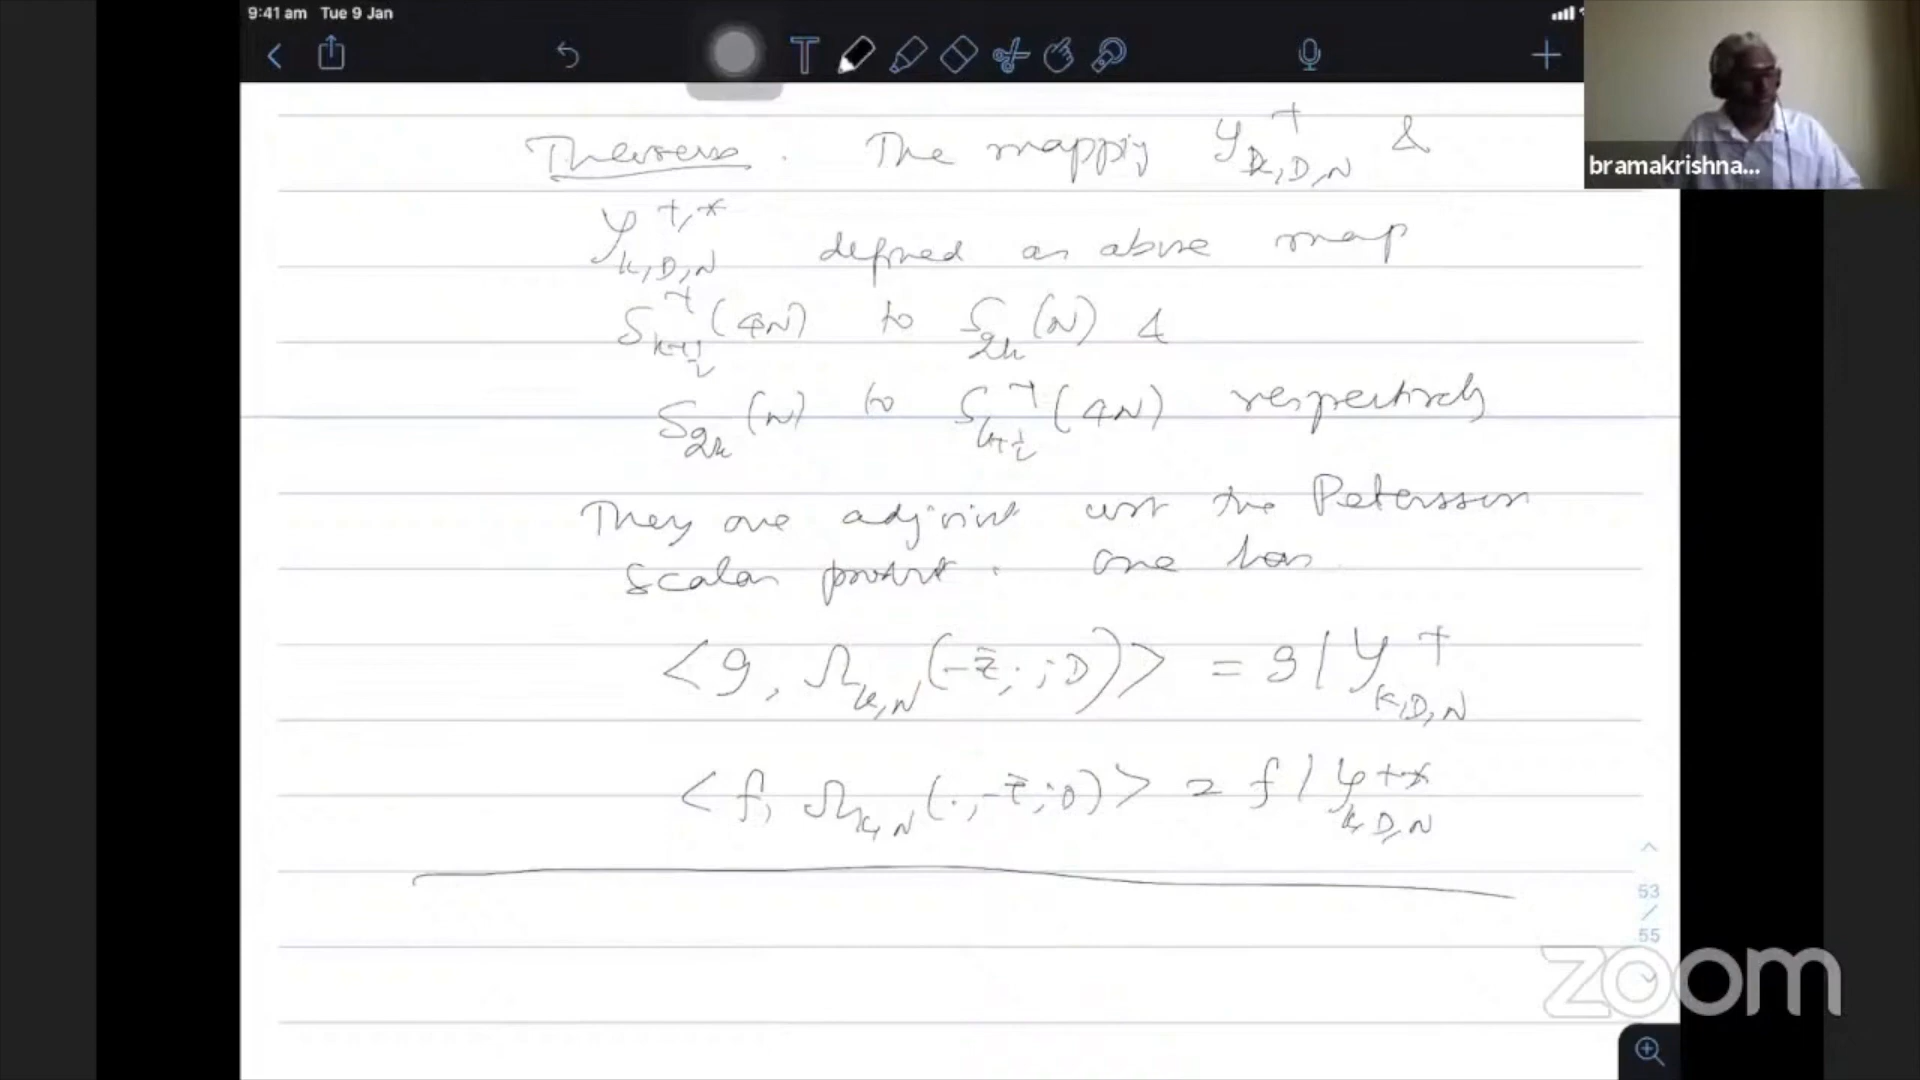 9:41 am Tue 9 Jan
bramakrishna...
Theorem. The mapping 𝒮⁺_{k,D,N} &
𝒮^{+,*}_{k,D,N} defined as above map
S⁺_{k+½}(4N) to S_{2k}(N) &
S_{2k}(N) to S⁺_{k+½}(4N) respectively
They are adjoint wrt the Petersson
scalar product. One has
<g, Ω_{k,N}(-z̄; ; D)> = g | 𝒮⁺_{k,D,N}
<f, Ω_{k,N}(·, -τ̄; D)> = f | 𝒮^{+,*}_{k,D,N}
53
/
55
zoom